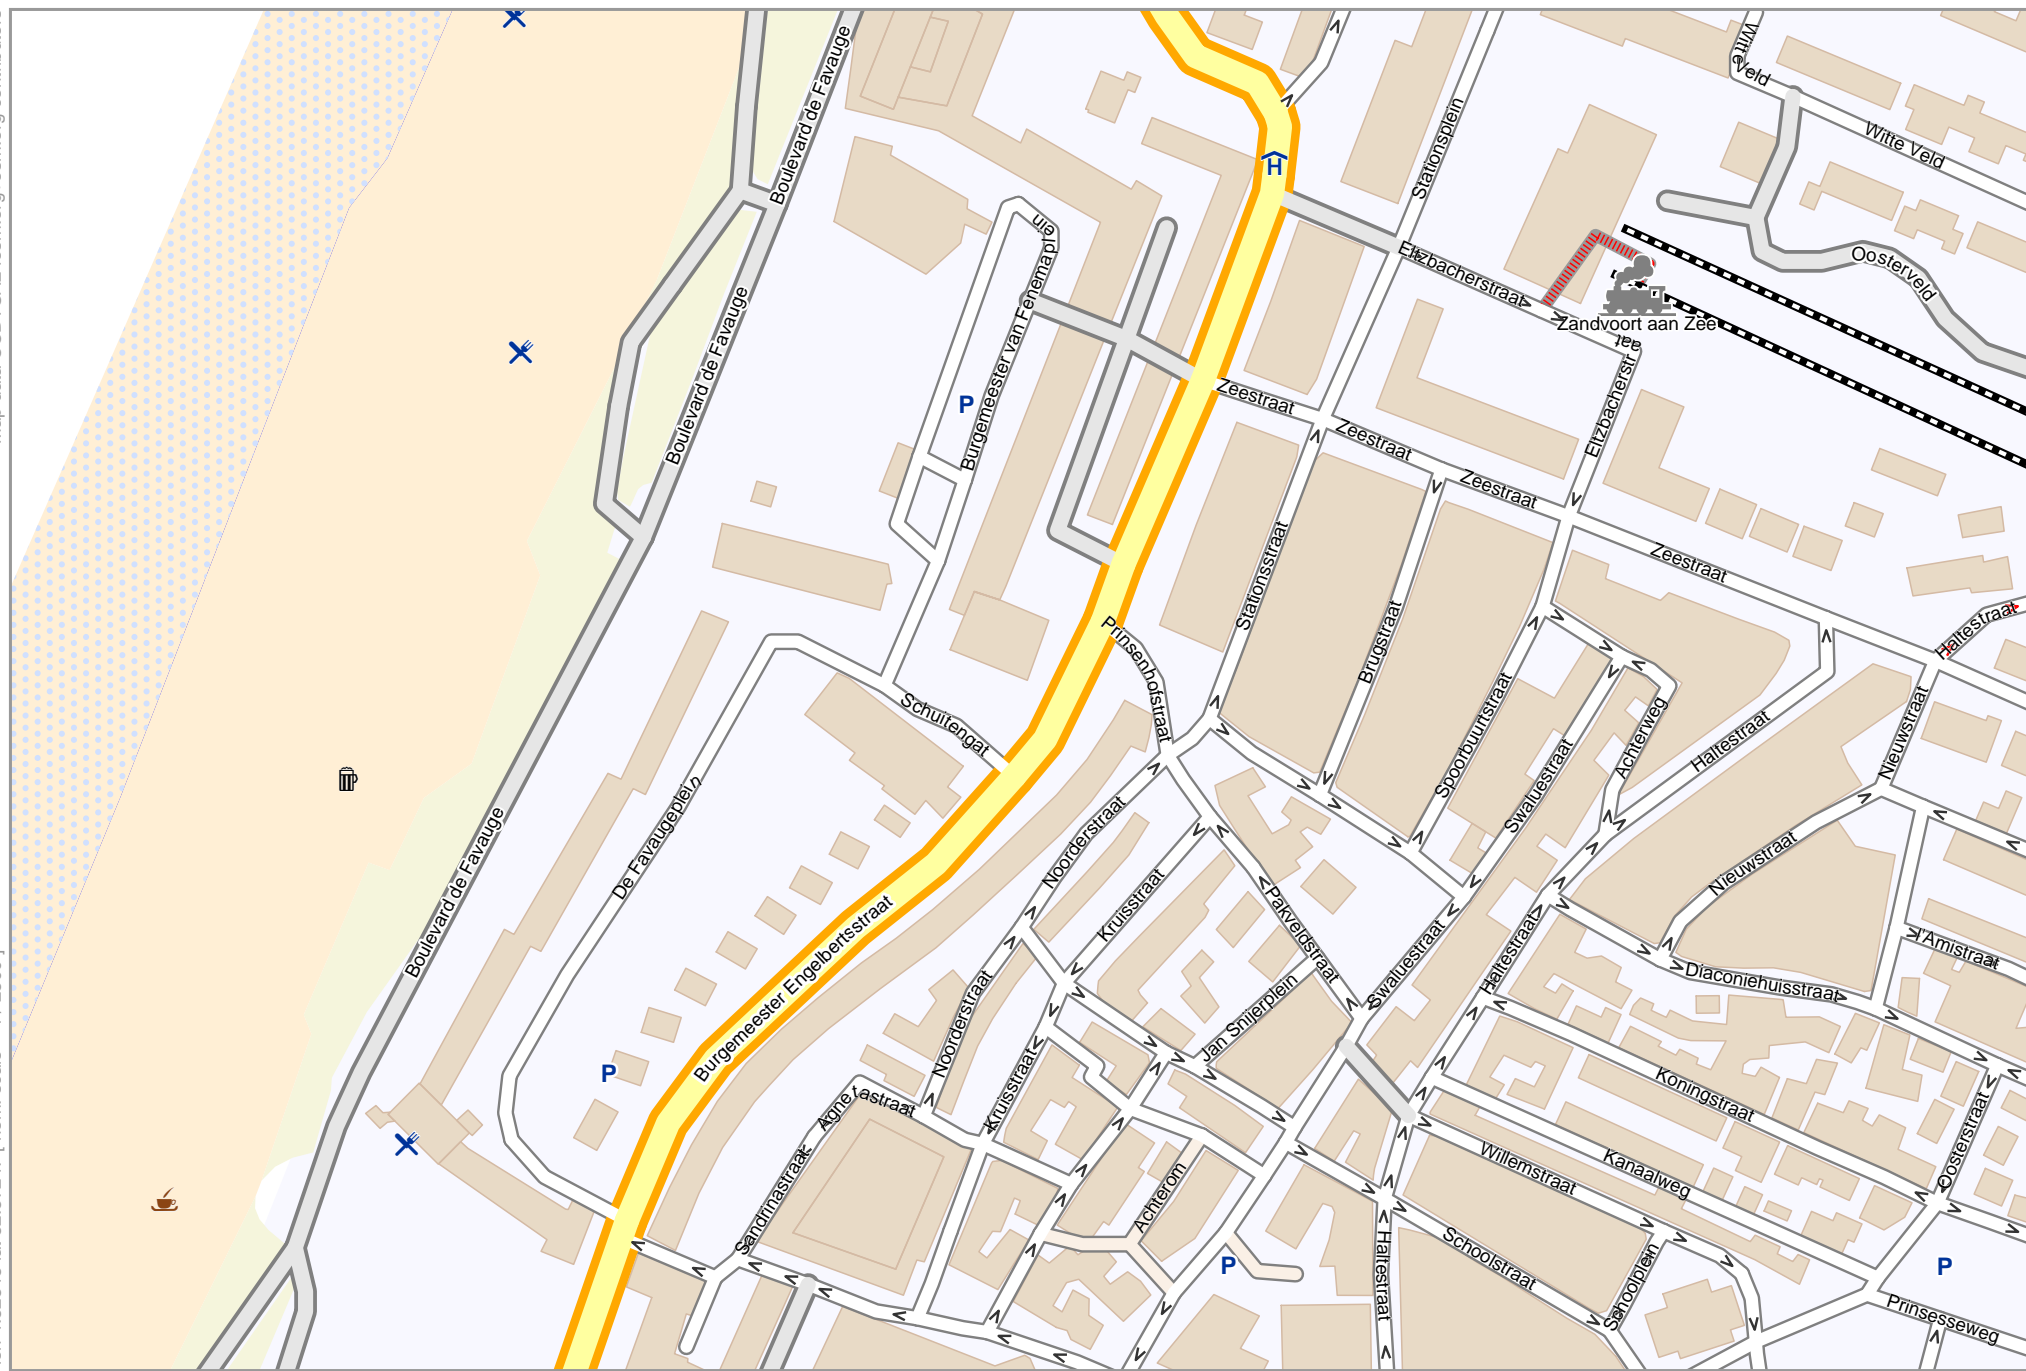 Boulevard de Favauge
Witte Veld
Witte Veld
Stationsplein
H
Burgemeester van Fenemaplein
Eltzbacherstraat
Oosterveld
Zandvoort aan Zee
Boulevard de Favauge
Eltzbacherstraat
P
Zeestraat
Zeestraat
Zeestraat
Zeestraat
Stationsstraat
Brugstraat
Haltestraat
Prinsenhofstraat
Schuitengat
Spoorbuurtstraat
Achterweg
Haltestraat
Nieuwstraat
Swaluestraat
De Favaugeplein
Boulevard de Favauge
Noorderstraat
Kruisstraat
Nieuwstraat
Pakveldstraat
Burgemeester Engelbertsstraat
Swaluestraat
Haltestraat
l'Amistraat
Diaconiehuisstraat
Noorderstraat
Jan Snijerplein
P
Kruisstraat
Agnetastraat
Koningstraat
Oosterstraat
Willemstraat
Kanaalweg
Achterom
Sandrinastraat
P
Haltestraat
Schoolstraat
Schoolplein
P
Prinsesseweg